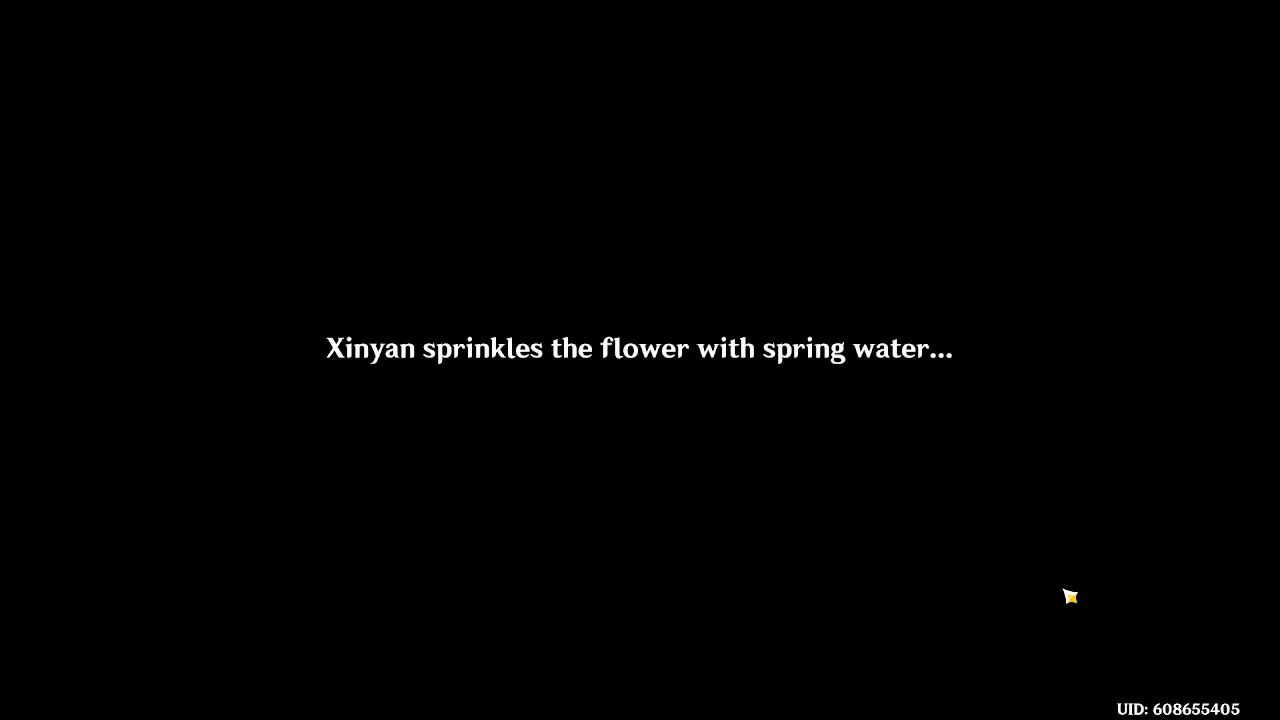 Xinyan sprinkles the flower with spring water...
UID: 608655405